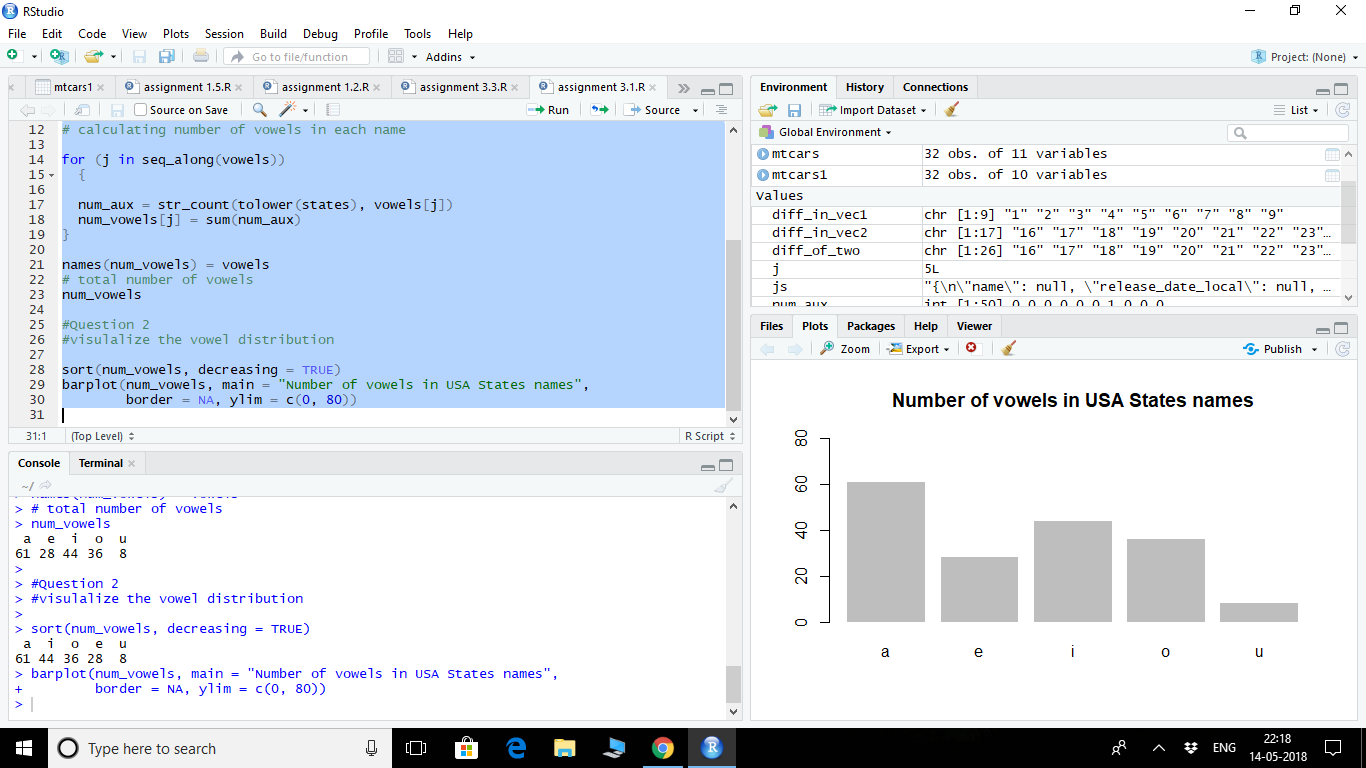 RStudio
File Edit Code View Plots Session Build Debug Profile Tools Help
Go to file/function Addins Project: (None)
mtcars1 assignment 1.5.R assignment 1.2.R assignment 3.3.R assignment 3.1.R
Source on Save Run Source
12 # calculating number of vowels in each name
13
14 for (j in seq_along(vowels))
15 {
16
17 num_aux = str_count(tolower(states), vowels[j])
18 num_vowels[j] = sum(num_aux)
19 }
20
21 names(num_vowels) = vowels
22 # total number of vowels
23 num_vowels
24
25 #Question 2
26 #visulalize the vowel distribution
27
28 sort(num_vowels, decreasing = TRUE)
29 barplot(num_vowels, main = "Number of vowels in USA States names",
30 border = NA, ylim = c(0, 80))
31
31:1 (Top Level) R Script
Console Terminal
~/
> names(num_vowels) = vowels
> # total number of vowels
> num_vowels
a e i o u
61 28 44 36 8
>
> #Question 2
> #visulalize the vowel distribution
>
> sort(num_vowels, decreasing = TRUE)
a i o e u
61 44 36 28 8
> barplot(num_vowels, main = "Number of vowels in USA States names",
+ border = NA, ylim = c(0, 80))
>
Environment History Connections
Import Dataset List
Global Environment
mtcars 32 obs. of 11 variables
mtcars1 32 obs. of 10 variables
Values
diff_in_vec1 chr [1:9] "1" "2" "3" "4" "5" "6" "7" "8" "9"
diff_in_vec2 chr [1:17] "16" "17" "18" "19" "20" "21" "22" "23"…
diff_of_two chr [1:26] "16" "17" "18" "19" "20" "21" "22" "23"…
j 5L
js "{\n\"name\": null, \"release_date_local\": null, …
num_aux int [1:50] 0 0 0 0 0 0 1 0 0 0
Files Plots Packages Help Viewer
Zoom Export Publish
Number of vowels in USA States names
80
60
40
20
0
a e i o u
Type here to search ENG 22:18
14-05-2018